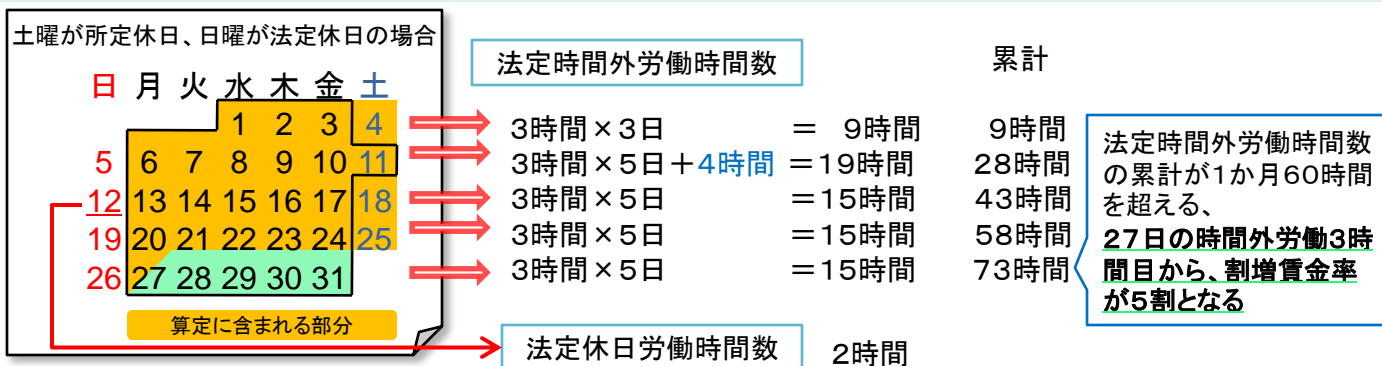 土曜が所定休日、日曜が法定休日の場合
日 月 火 水 木 金 土
1 2 3 4
5 6 7 8 9 10 11
12 13 14 15 16 17 18
19 20 21 22 23 24 25
26 27 28 29 30 31
算定に含まれる部分
法定時間外労働時間数
累計
3時間×3日 = 9時間 9時間
3時間×5日+4時間 =19時間 28時間
3時間×5日 =15時間 43時間
3時間×5日 =15時間 58時間
3時間×5日 =15時間 73時間
法定時間外労働時間数
の累計が1か月60時間
を超える、
27日の時間外労働3時
間目から、割増賃金率
が5割となる
法定休日労働時間数 2時間